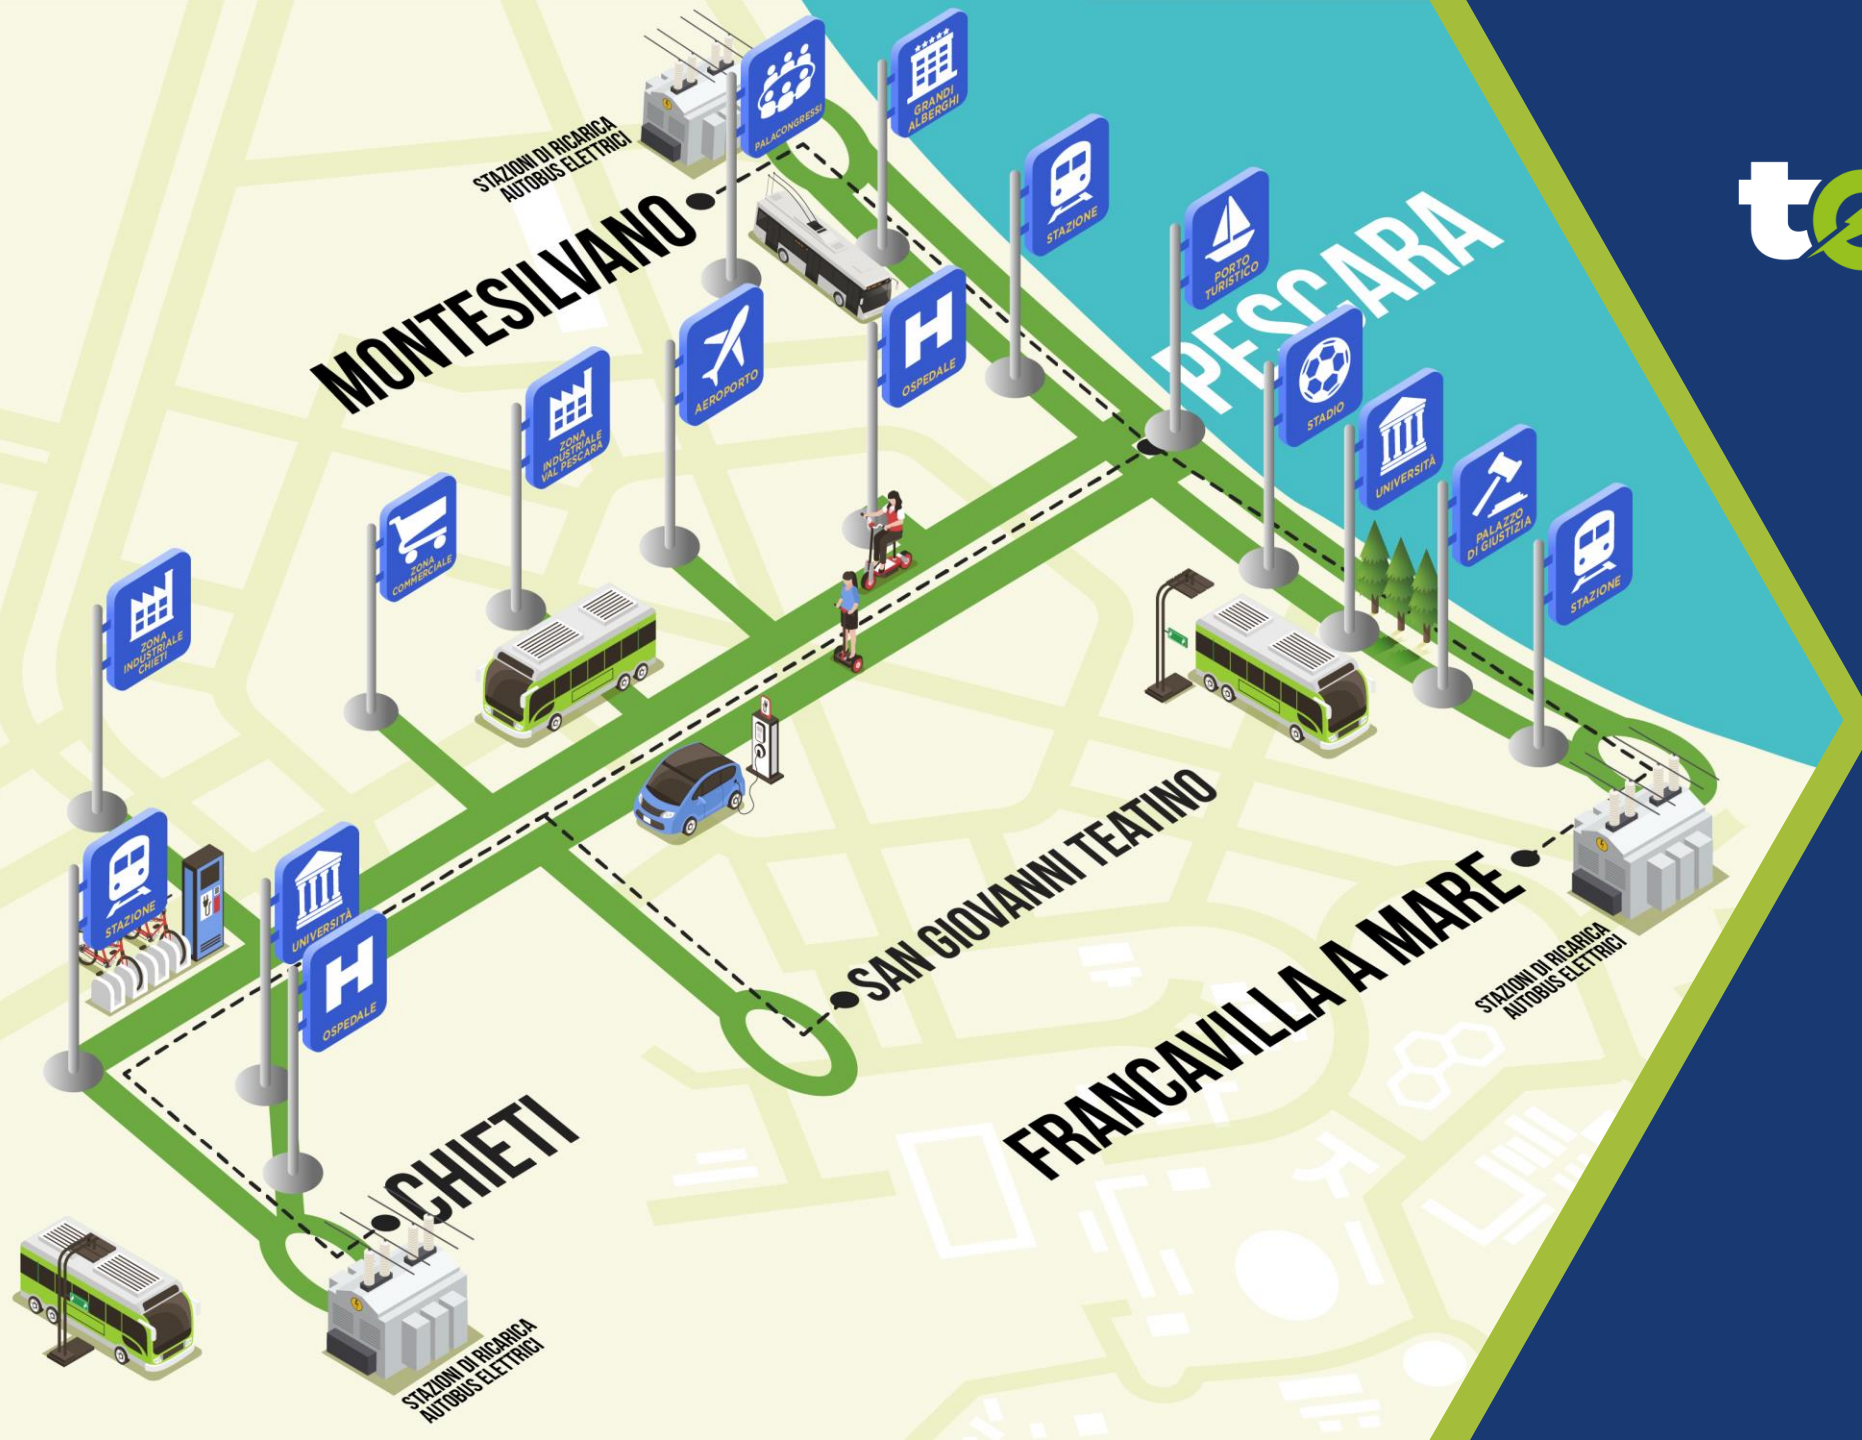 PALACONGRESSI
GRANDI
ALBERGHI
STAZIONI DI RICARICA
AUTOBUS ELETTRICI
STAZIONE
MONTESILVANO
PORTO
TURISTICO
PESCARA
AEROPORTO
OSPEDALE
STADIO
ZONA
INDUSTRIALE
VAL PESCARA
UNIVERSITÀ
PALAZZO
DI GIUSTIZIA
ZONA
COMMERCIALE
STAZIONE
ZONA
INDUSTRIALE
CHIETI
STAZIONE
UNIVERSITÀ
OSPEDALE
SAN GIOVANNI TEATINO
FRANCAVILLA A MARE
STAZIONI DI RICARICA
AUTOBUS ELETTRICI
CHIETI
STAZIONI DI RICARICA
AUTOBUS ELETTRICI